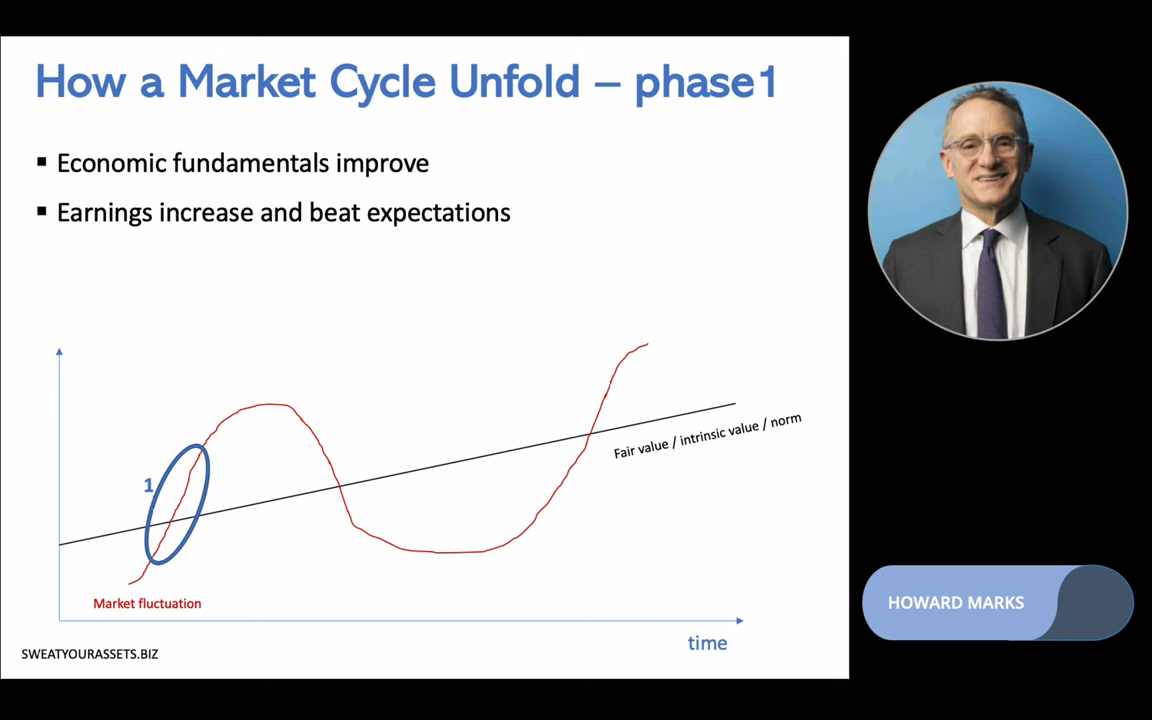 How a Market Cycle Unfold – phase1
▪ Economic fundamentals improve
▪ Earnings increase and beat expectations
1
Fair value / intrinsic value / norm
Market fluctuation
time
SWEATYOURASSETS.BIZ
HOWARD MARKS